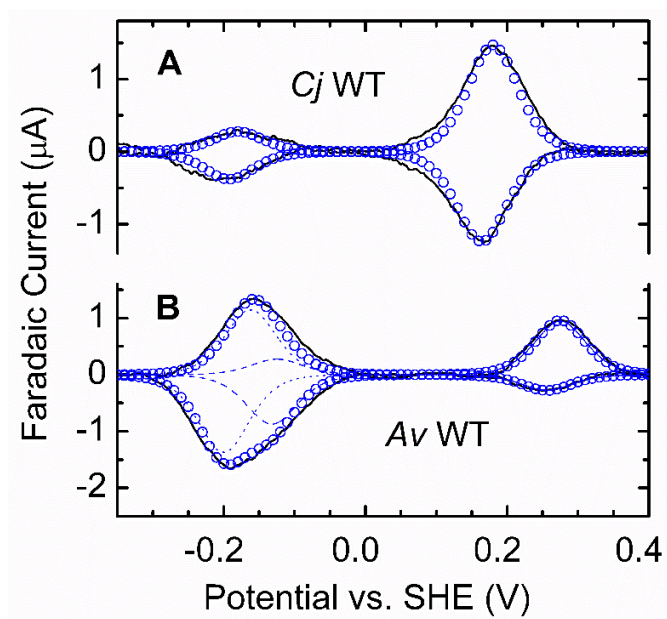 A
Cj WT
1
0
-1
B
1
0
-1
-2
Av WT
-0.2 0.0 0.2 0.4
Faradaic Current (μA)
Potential vs. SHE (V)